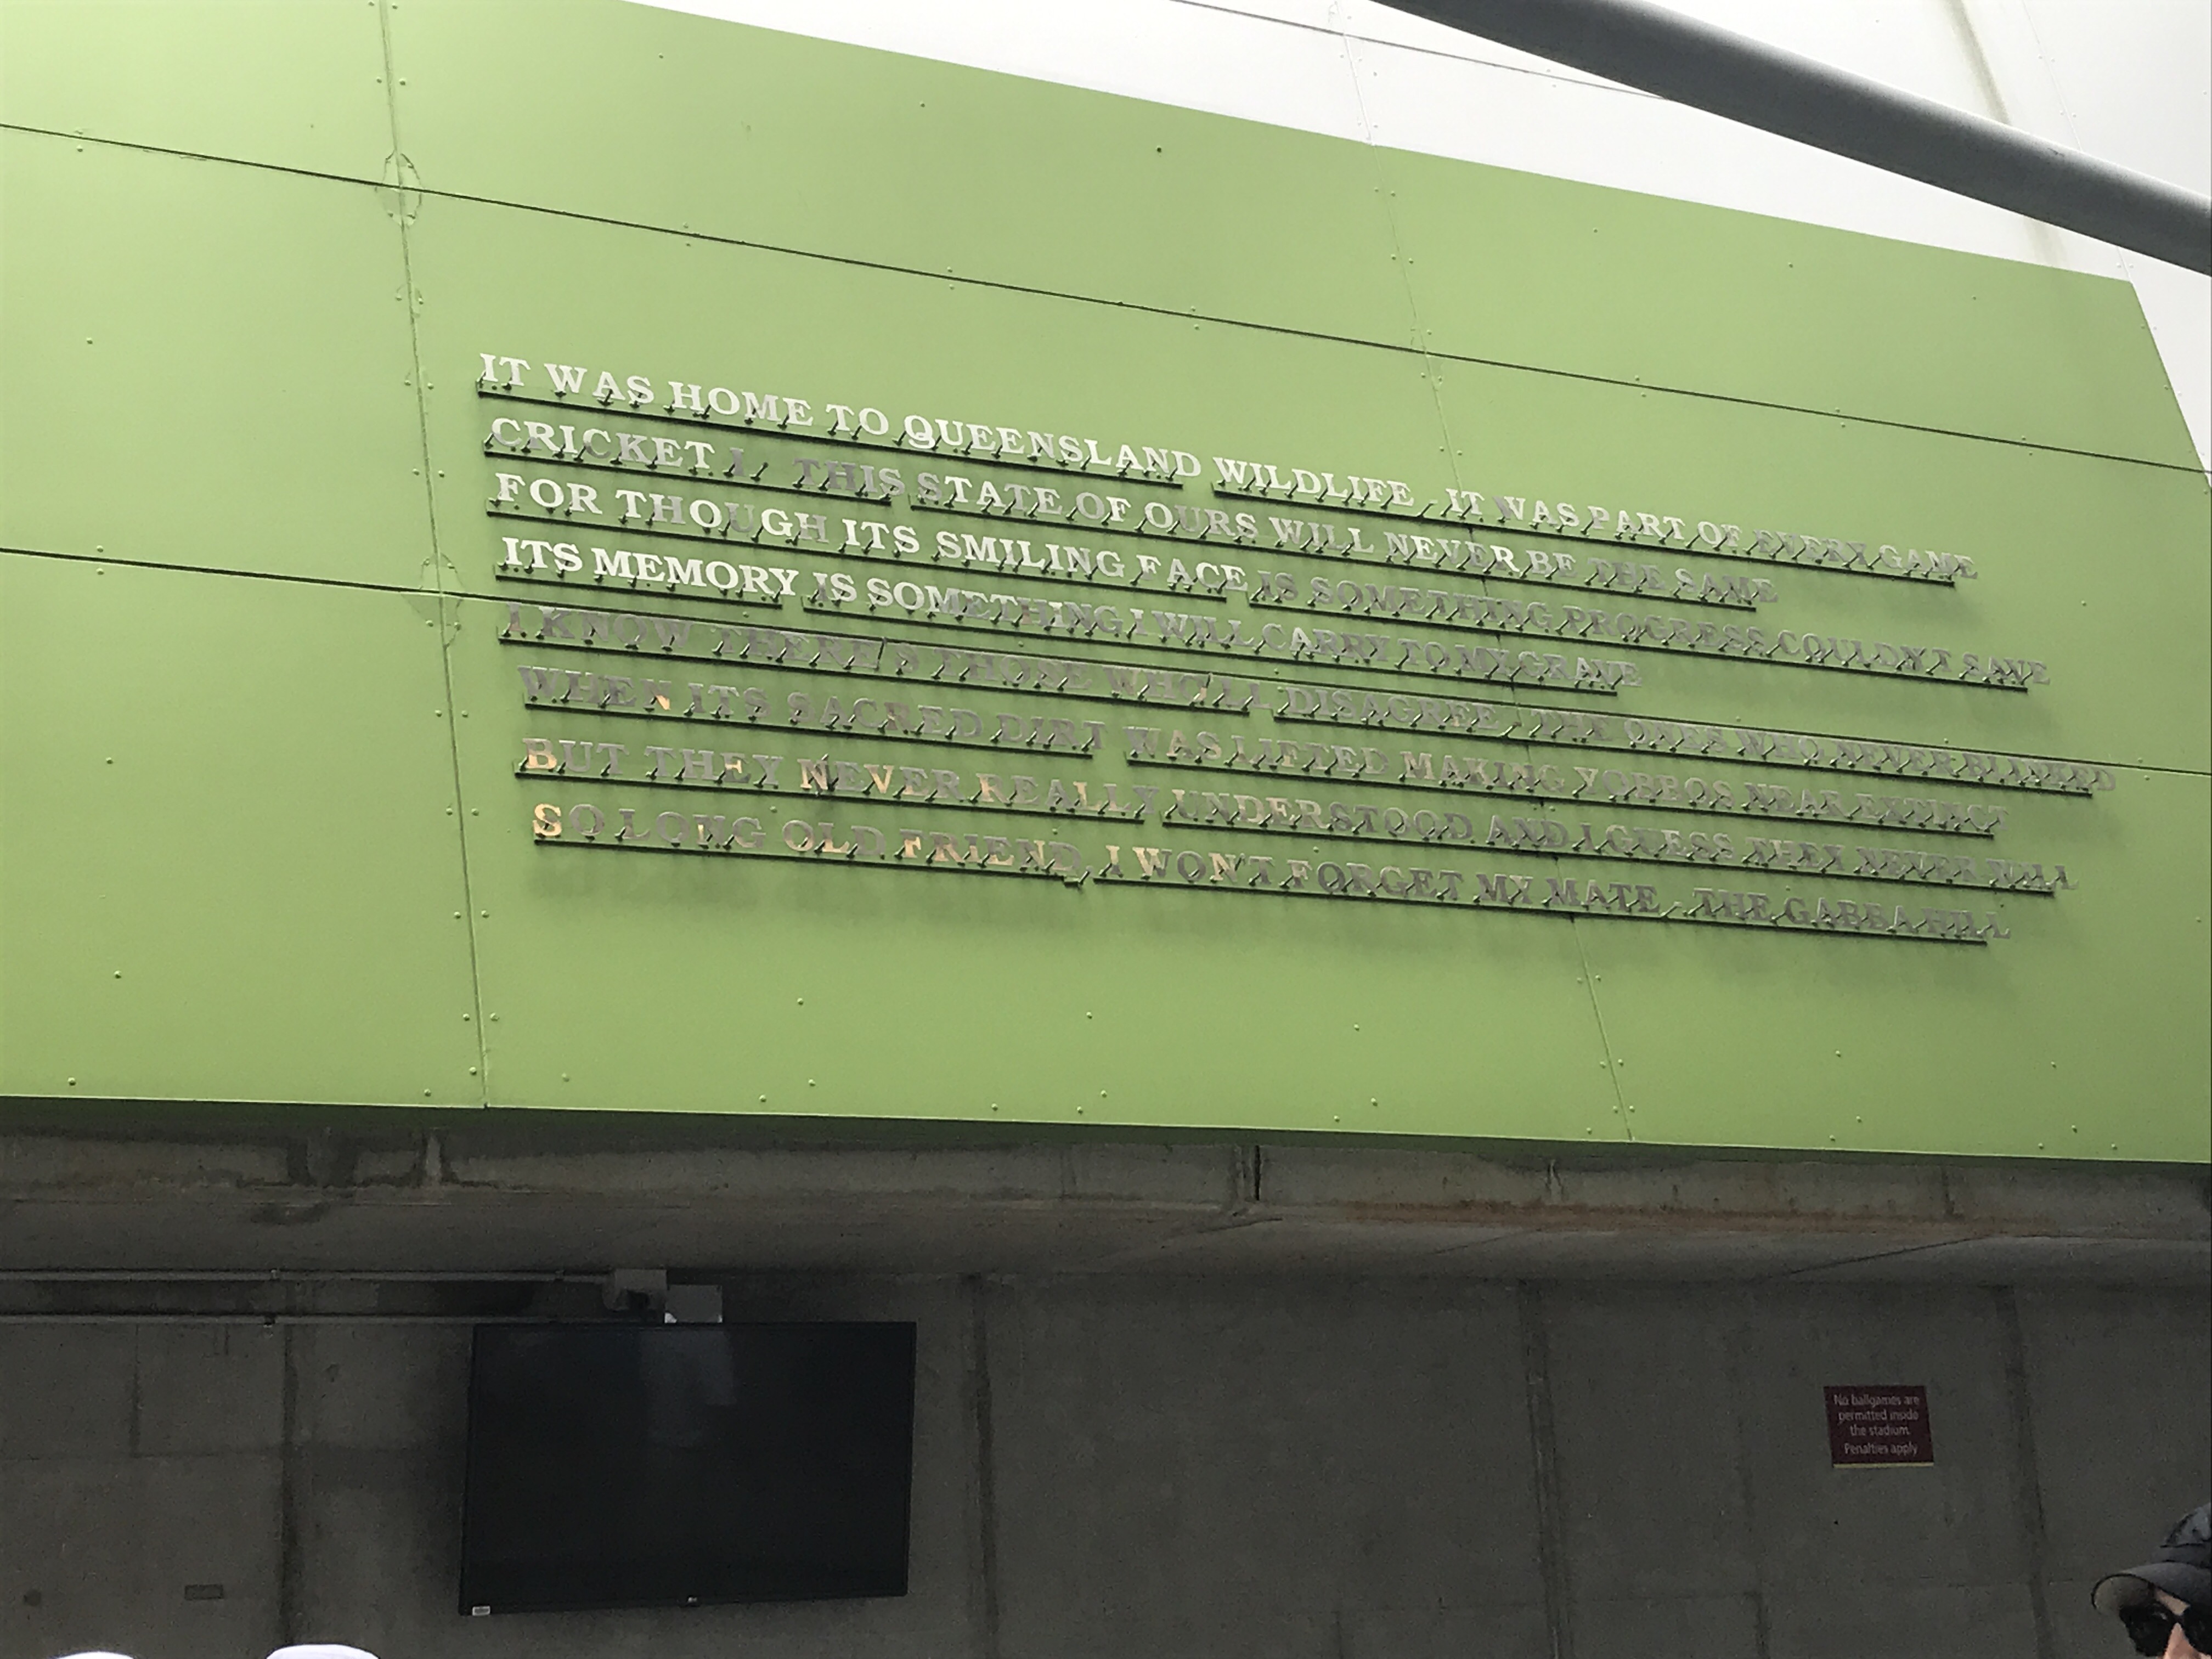 IT WAS HOME TO QUEENSLAND WILDLIFE, IT WAS PART OF EVERY GAME
CRICKET I, THIS STATE OF OURS WILL NEVER BE THE SAME
FOR THOUGH ITS SMILING FACE IS SOMETHING PROGRESS COULDN'T SAVE
ITS MEMORY IS SOMETHING I WILL CARRY TO MY GRAVE
I KNOW THERE'S THOSE WHO'LL DISAGREE, THE ONES WHO NEVER BLINKED
WHEN ITS SACRED DIRT WAS LIFTED MAKING YOBBOS NEAR EXTINCT
BUT THEY NEVER REALLY UNDERSTOOD AND I GUESS THEY NEVER WILL
SO LONG OLD FRIEND, I WON'T FORGET MY MATE, THE GABBA HILL
No ballgames are
permitted inside
the stadium.
Penalties apply